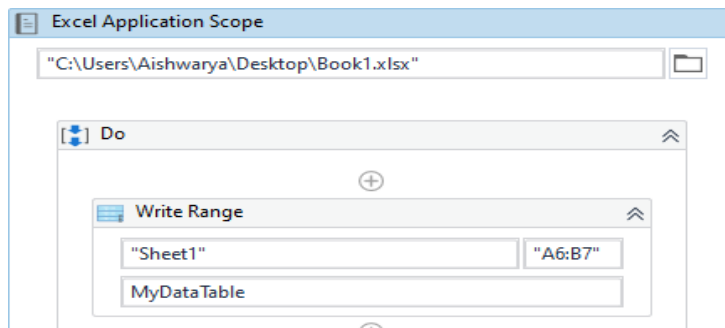 Excel Application Scope
"C:\Users\Aishwarya\Desktop\Book1.xlsx"
Do
Write Range
"Sheet1" "A6:B7"
MyDataTable